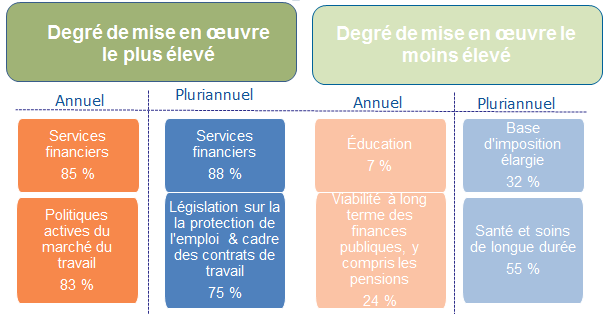 Degré de mise en œuvre
le plus élevé
Degré de mise en œuvre le
moins élevé
Annuel
Pluriannuel
Annuel
Pluriannuel
Services
financiers
85 %
Services
financiers
88 %
Éducation
7 %
Base
d'imposition
élargie
32 %
Politiques
actives du
marché du
travail
83 %
Législation sur la
la protection de
l'emploi & cadre
des contrats de
travail
75 %
Viabilité à long
terme des
finances
publiques, y
compris les
pensions
24 %
Santé et soins
de longue durée
55 %